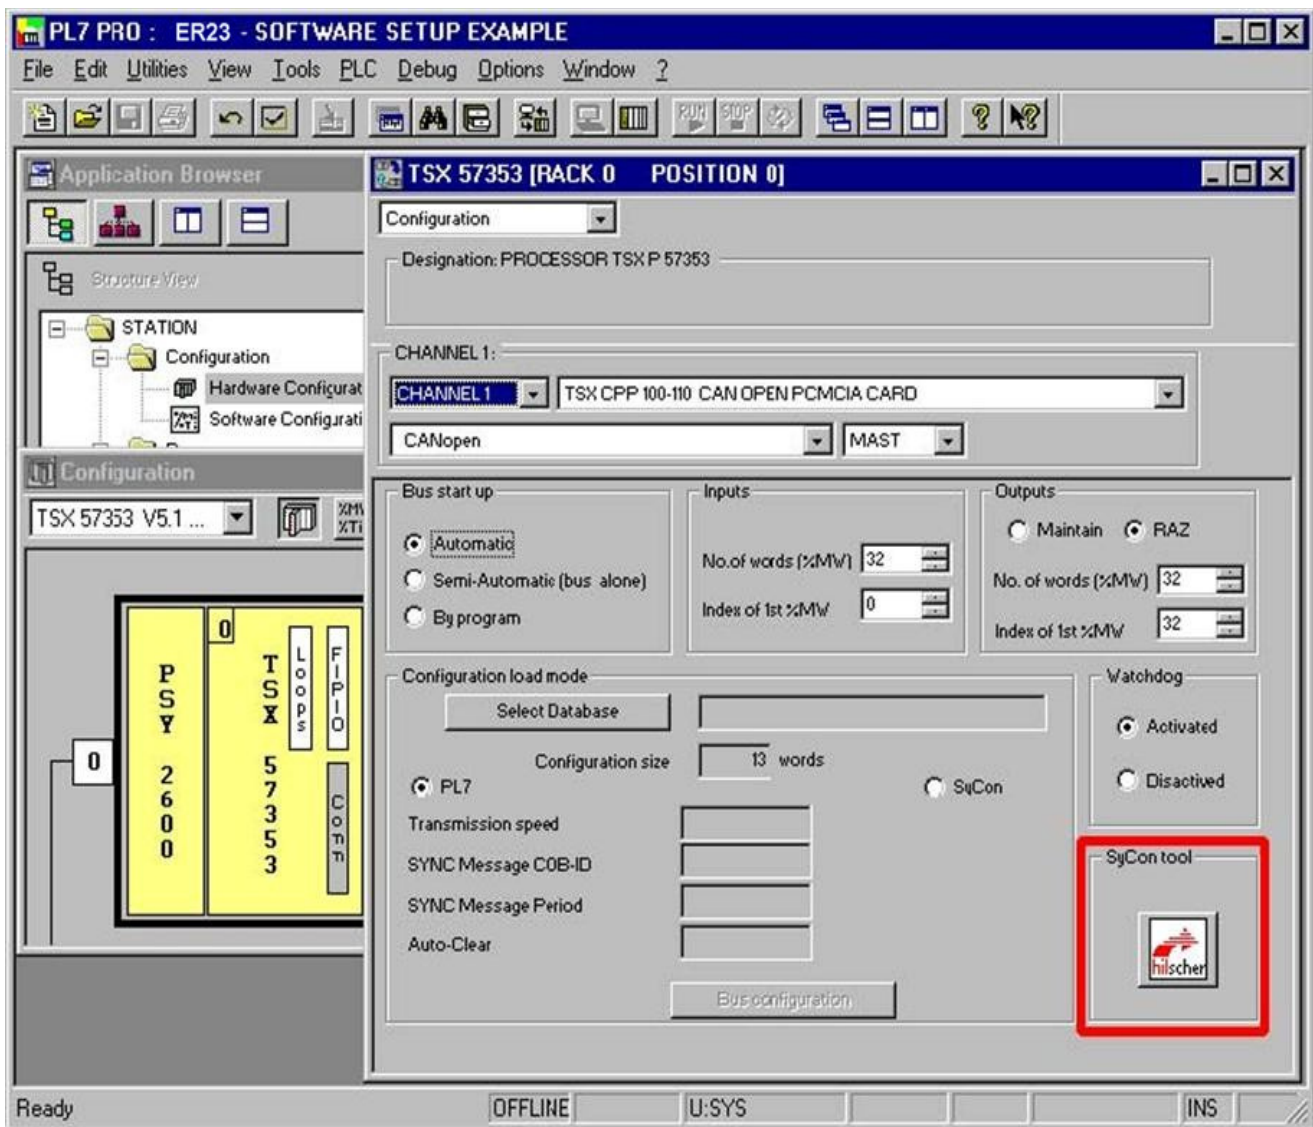 PL7 PRO : ER23 - SOFTWARE SETUP EXAMPLE
File Edit Utilities View Tools PLC Debug Options Window ?
RUN STOP
Application Browser
Structure View
STATION
Configuration
Hardware Configurat
Software Configurati
Configuration
TSX 57353 V5.1 ...
%MW
%Ti
0
PSY 2600
0
TSX 57353
Loops
FIPIO
Comm
TSX 57353 [RACK 0 POSITION 0]
Configuration
Designation: PROCESSOR TSX P 57353
CHANNEL 1:
CHANNEL 1 TSX CPP 100-110 CAN OPEN PCMCIA CARD
CANopen MAST
Bus start up
Automatic
Semi-Automatic (bus alone)
By program
Inputs
No.of words (%MW) 32
Index of 1st %MW 0
Outputs
Maintain RAZ
No. of words (%MW) 32
Index of 1st %MW 32
Configuration load mode
Select Database
Configuration size 13 words
PL7 SyCon
Transmission speed
SYNC Message COB-ID
SYNC Message Period
Auto-Clear
Bus configuration
Watchdog
Activated
Disactived
SyCon tool
hilscher
Ready OFFLINE U:SYS INS